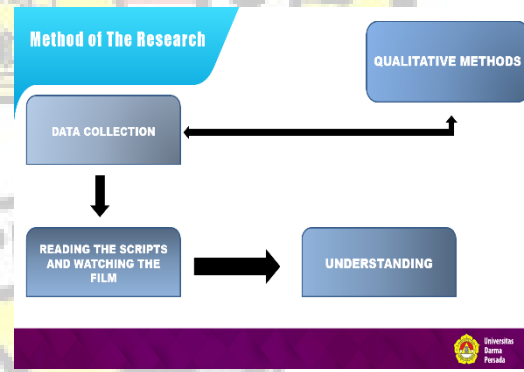 Method of The Research
QUALITATIVE METHODS
DATA COLLECTION
READING THE SCRIPTS
AND WATCHING THE
FILM
UNDERSTANDING
Universitas
Darma
Persada